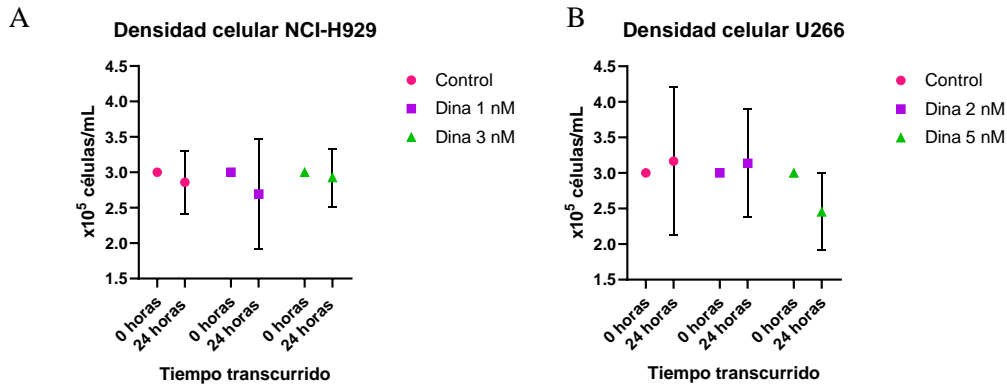 A
Densidad celular NCI-H929
4.5
4.0
3.5
3.0
2.5
2.0
1.5
x10⁵ células/mL
0 horas
24 horas
0 horas
24 horas
0 horas
24 horas
Tiempo transcurrido
Control
Dina 1 nM
Dina 3 nM
B
Densidad celular U266
4.5
4.0
3.5
3.0
2.5
2.0
1.5
x10⁵ células/mL
0 horas
24 horas
0 horas
24 horas
0 horas
24 horas
Tiempo transcurrido
Control
Dina 2 nM
Dina 5 nM